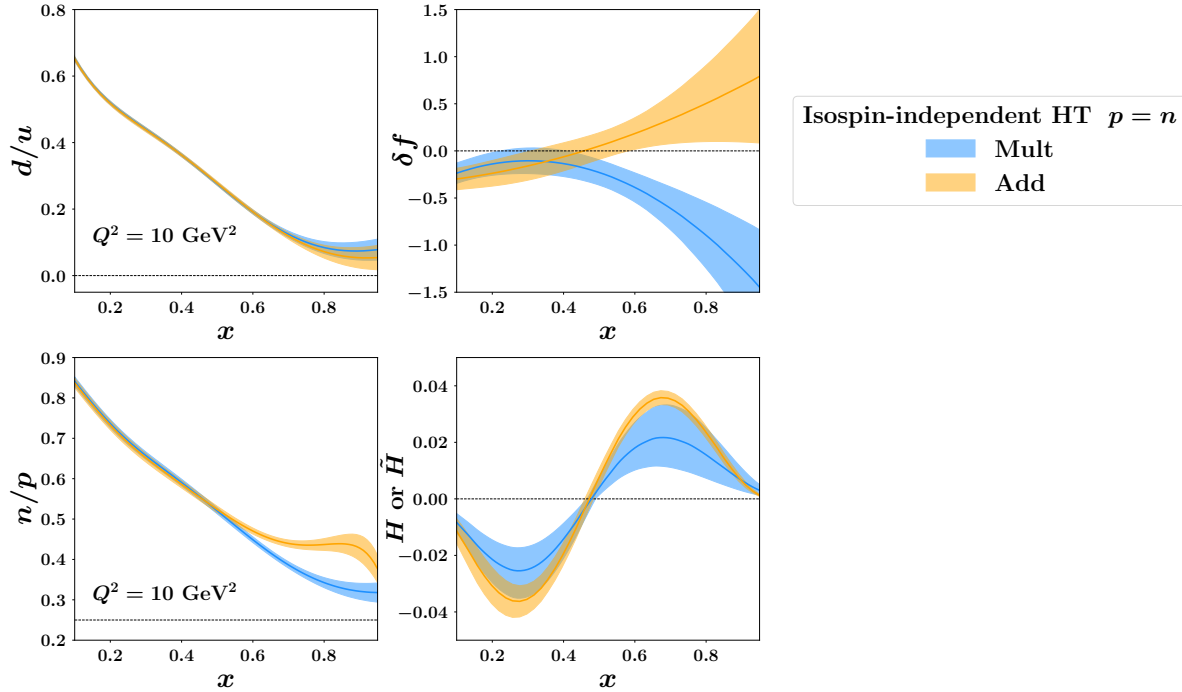 0.8
0.6
0.4
0.2
0.0
d/u
Q² = 10 GeV²
0.2 0.4 0.6 0.8
x
1.5
1.0
0.5
0.0
−0.5
−1.0
−1.5
δf
0.2 0.4 0.6 0.8
x
Isospin-independent HT p = n
Mult
Add
0.9
0.8
0.7
0.6
0.5
0.4
0.3
0.2
n/p
Q² = 10 GeV²
0.2 0.4 0.6 0.8
x
0.04
0.02
0.00
−0.02
−0.04
H or H̃
0.2 0.4 0.6 0.8
x